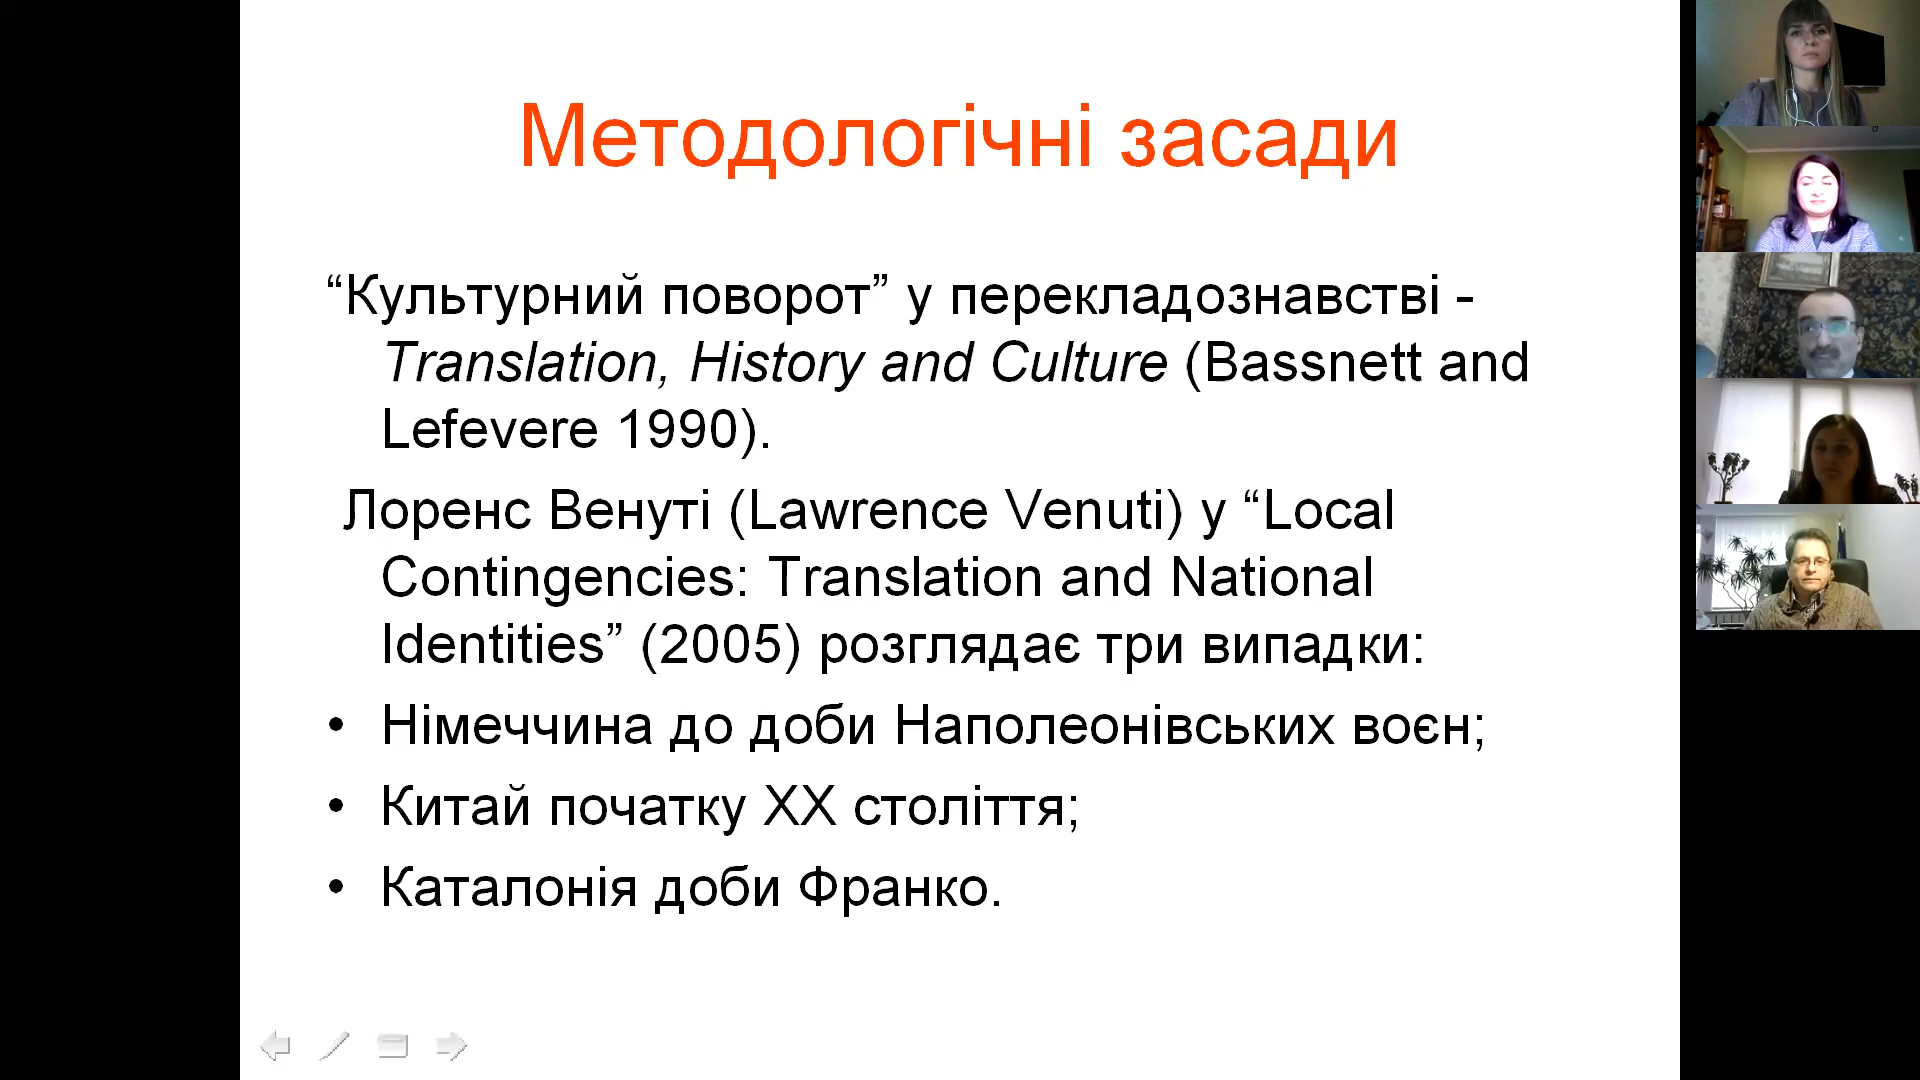 Методологічні засади
“Культурний поворот” у перекладознавстві -
Translation, History and Culture (Bassnett and
Lefevere 1990).
Лоренс Венуті (Lawrence Venuti) у “Local
Contingencies: Translation and National
Identities” (2005) розглядає три випадки:
• Німеччина до доби Наполеонівських воєн;
• Китай початку ХХ століття;
• Каталонія доби Франко.